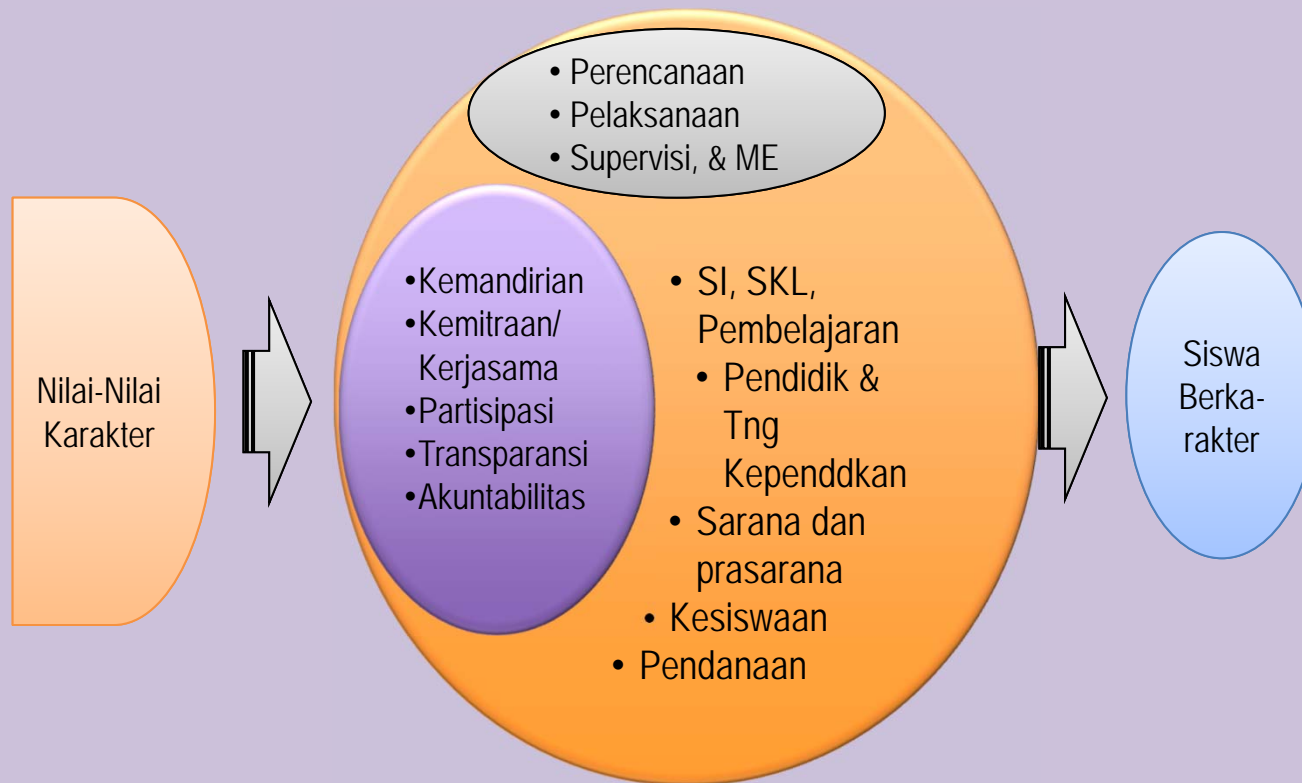 • Perencanaan
• Pelaksanaan
• Supervisi, & ME
Nilai-Nilai
Karakter
•Kemandirian
•Kemitraan/
Kerjasama
•Partisipasi
•Transparansi
•Akuntabilitas
• SI, SKL,
Pembelajaran
• Pendidik &
Tng
Kependdkan
• Sarana dan
prasarana
• Kesiswaan
• Pendanaan
Siswa
Berka-
rakter